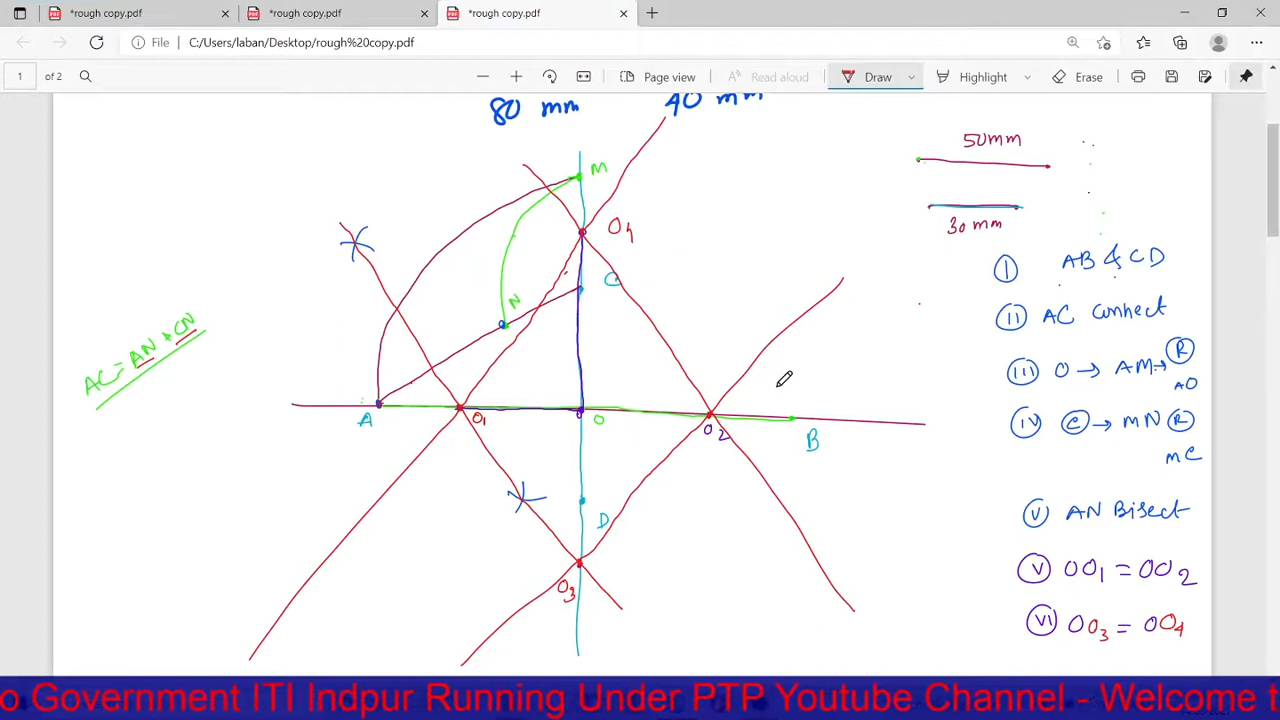 *rough copy.pdf
*rough copy.pdf
*rough copy.pdf
File
C:/Users/laban/Desktop/rough%20copy.pdf
1 of 2
Page view
Read aloud
Draw
Highlight
Erase
80 mm
40 mm
50mm
30 mm
M
O4
C
N
AC = AN + CN
A
O1
O
O2
B
D
O3
I AB & CD
II AC connect
III O → AM → R
AO
IV C → MN R
MC
V AN Bisect
V OO1 = OO2
VI OO3 = OO4
o Government ITI Indpur Running Under PTP Youtube Channel - Welcome t